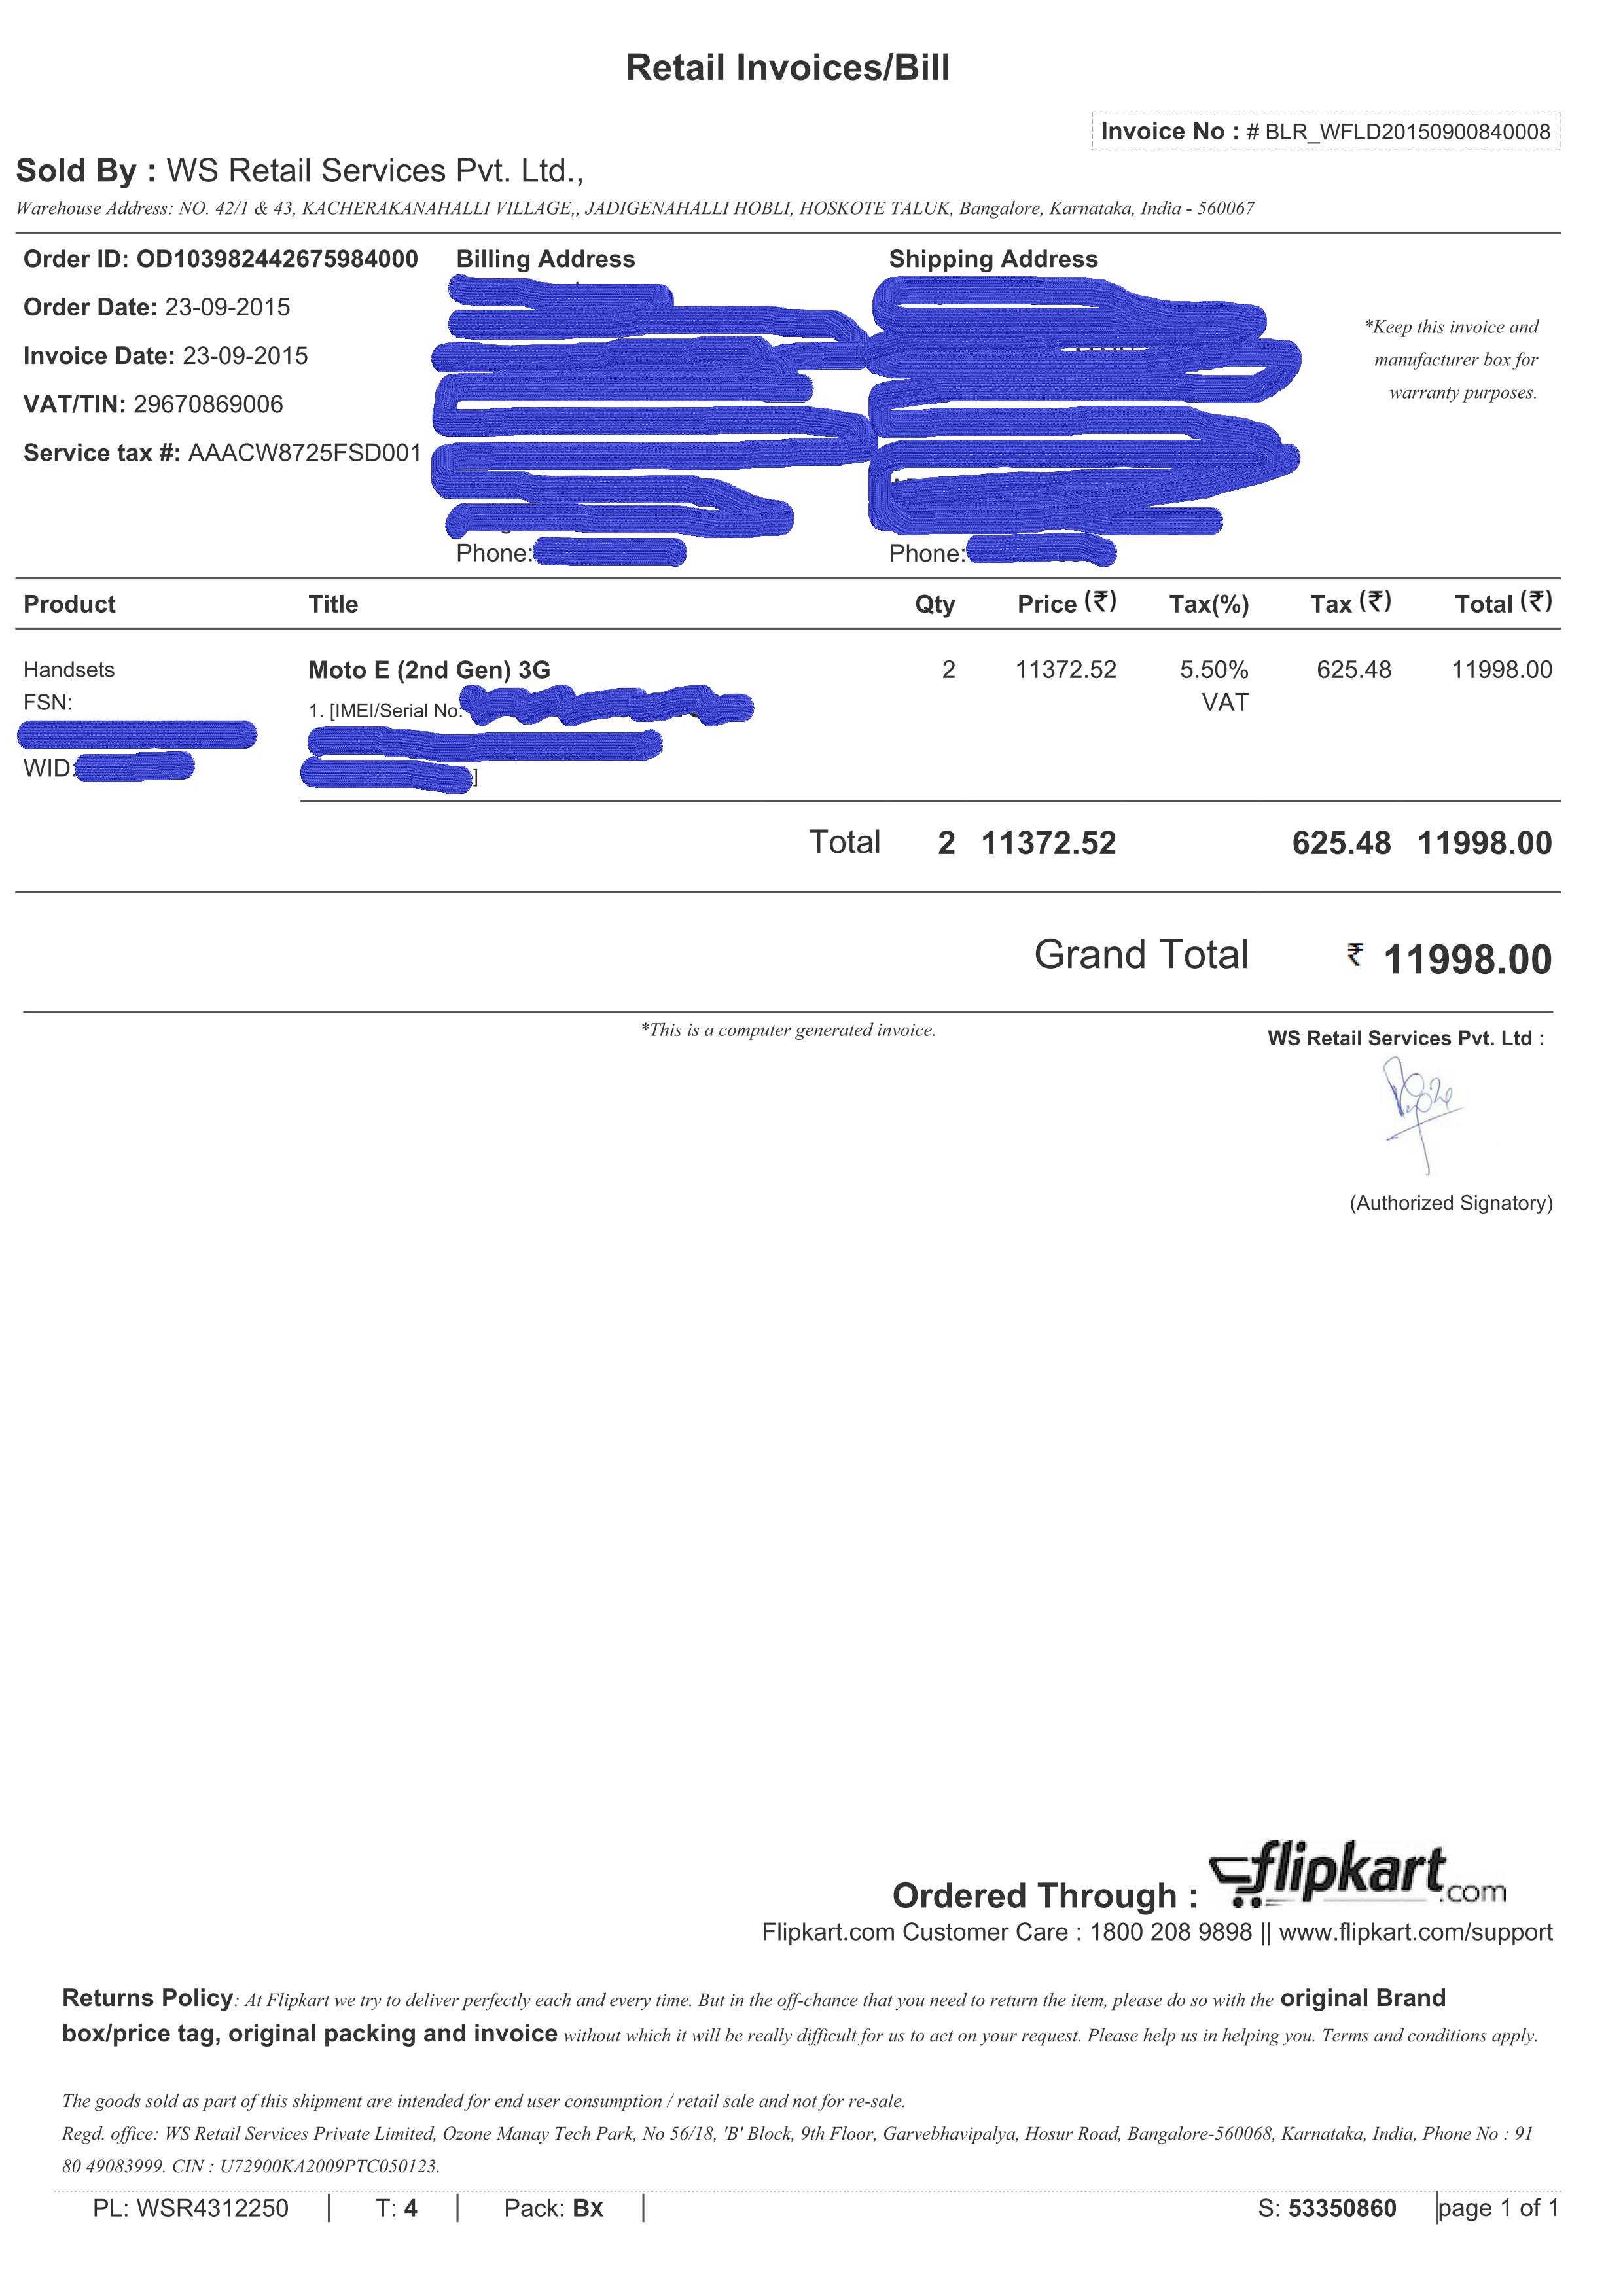 Retail Invoices/Bill
Invoice No : # BLR_WFLD20150900840008
Sold By : WS Retail Services Pvt. Ltd.,
Warehouse Address: NO. 42/1 & 43, KACHERAKANAHALLI VILLAGE,, JADIGENAHALLI HOBLI, HOSKOTE TALUK, Bangalore, Karnataka, India - 560067
Order ID: OD103982442675984000
Order Date: 23-09-2015
Invoice Date: 23-09-2015
VAT/TIN: 29670869006
Service tax #: AAACW8725FSD001
Billing Address
Phone:
Shipping Address
Phone:
*Keep this invoice and
manufacturer box for
warranty purposes.
Product Title Qty Price (₹) Tax(%) Tax (₹) Total (₹)
Handsets Moto E (2nd Gen) 3G 2 11372.52 5.50% 625.48 11998.00
FSN: 1. [IMEI/Serial No: VAT
WID: ]
Total 2 11372.52 625.48 11998.00
Grand Total ₹ 11998.00
*This is a computer generated invoice.
WS Retail Services Pvt. Ltd :
(Authorized Signatory)
Ordered Through : flipkart.com
Flipkart.com Customer Care : 1800 208 9898 || www.flipkart.com/support
Returns Policy: At Flipkart we try to deliver perfectly each and every time. But in the off-chance that you need to return the item, please do so with the original Brand
box/price tag, original packing and invoice without which it will be really difficult for us to act on your request. Please help us in helping you. Terms and conditions apply.
The goods sold as part of this shipment are intended for end user consumption / retail sale and not for re-sale.
Regd. office: WS Retail Services Private Limited, Ozone Manay Tech Park, No 56/18, 'B' Block, 9th Floor, Garvebhavipalya, Hosur Road, Bangalore-560068, Karnataka, India, Phone No : 91
80 49083999. CIN : U72900KA2009PTC050123.
PL: WSR4312250 | T: 4 | Pack: Bx | S: 53350860 |page 1 of 1